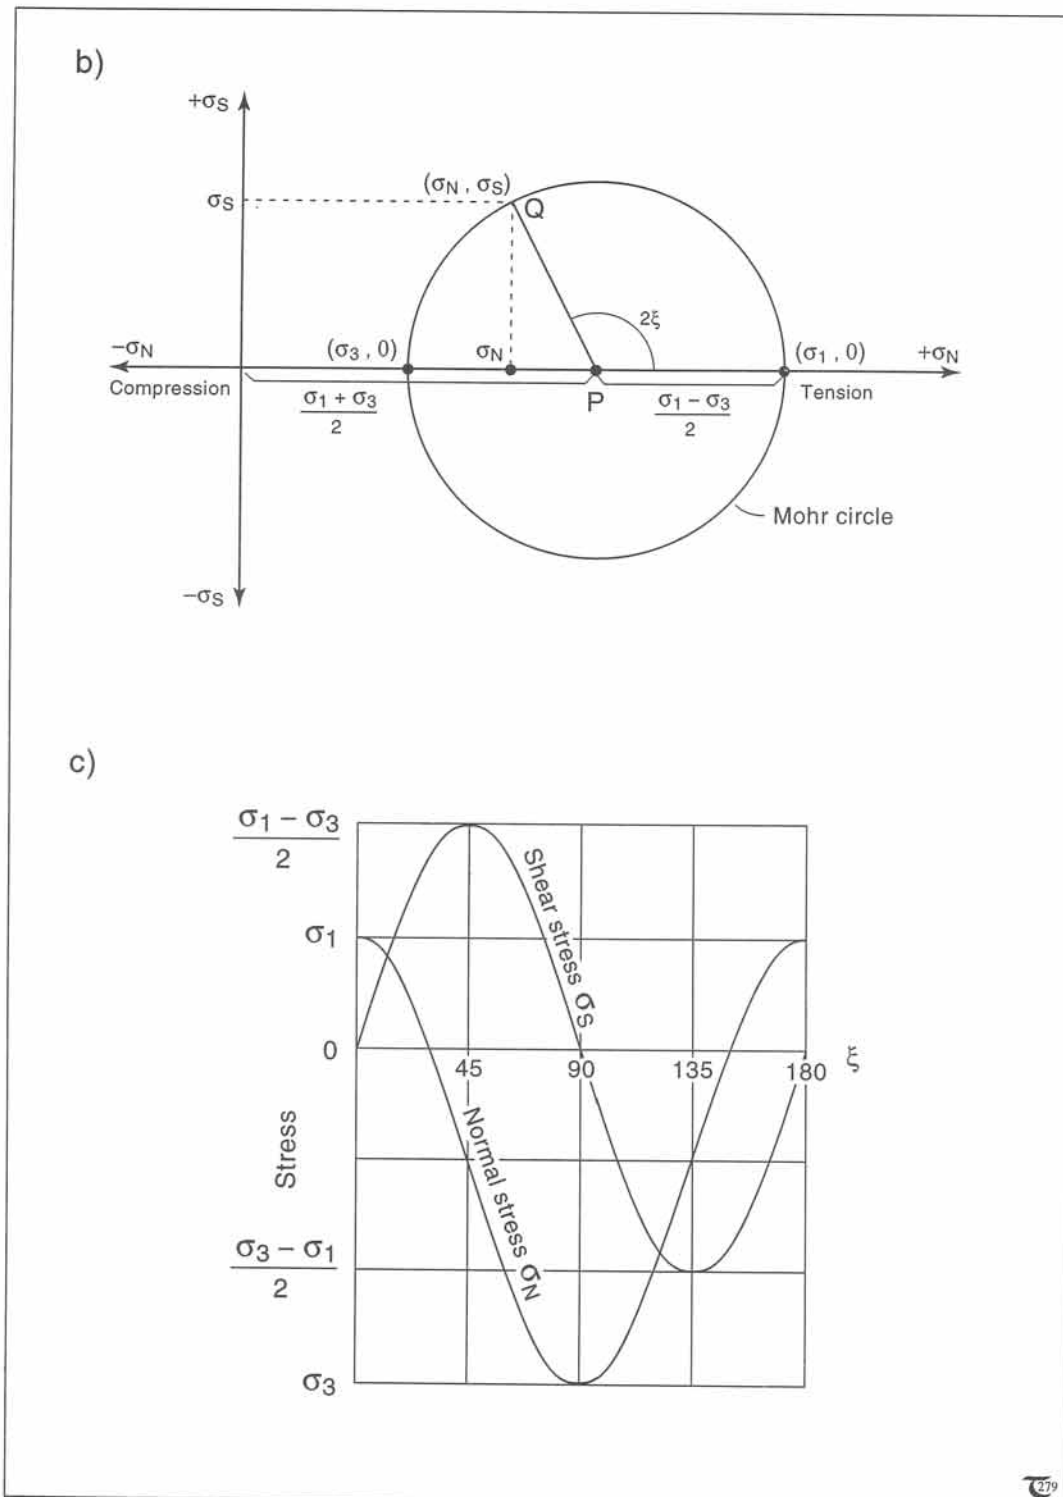 b)
+σS
(σN , σS)
σS
Q
2ξ
−σN
(σ3 , 0)
σN
(σ1 , 0)
+σN
Compression
P
Tension
σ1 + σ3
2
σ1 − σ3
2
Mohr circle
−σS
c)
σ1 − σ3
2
σ1
0
Shear stress σS
45
90
135
180
ξ
Stress
Normal stress σN
σ3 − σ1
2
σ3
279